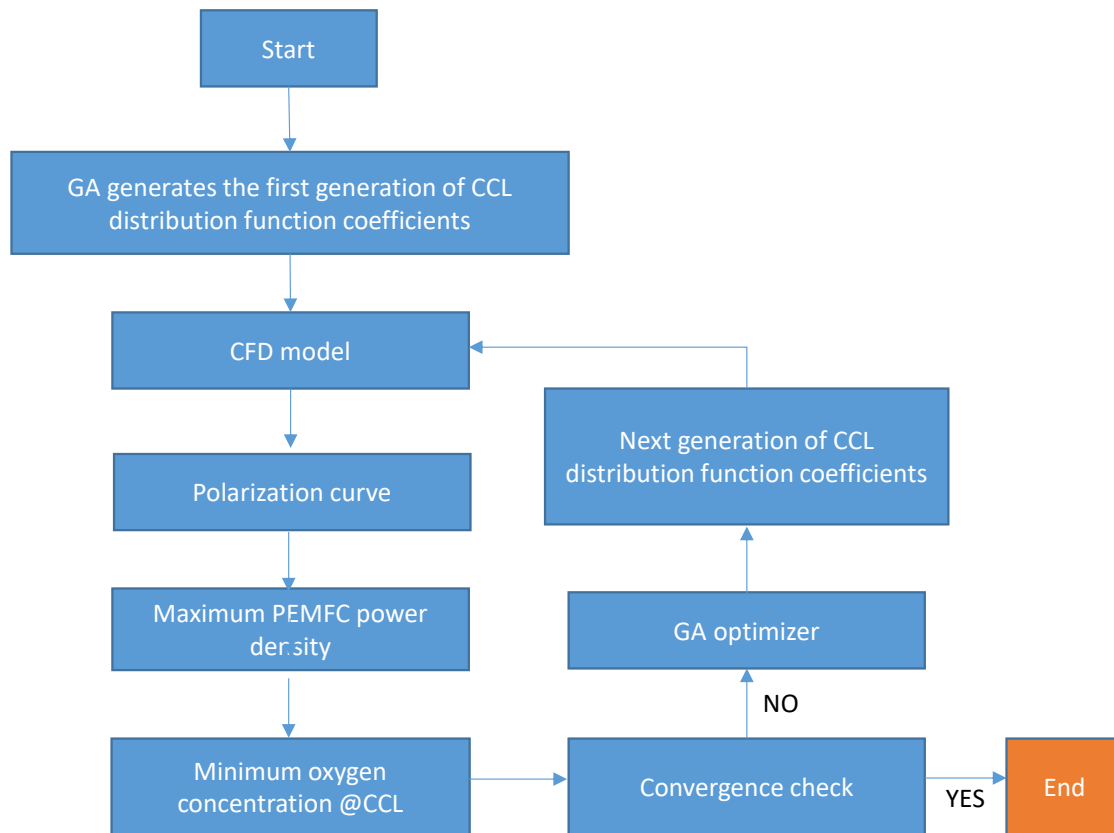 Start
GA generates the first generation of CCL
distribution function coefficients
CFD model
Polarization curve
Maximum PEMFC power
density
Minimum oxygen
concentration @CCL
Convergence check
NO
GA optimizer
Next generation of CCL
distribution function coefficients
YES
End